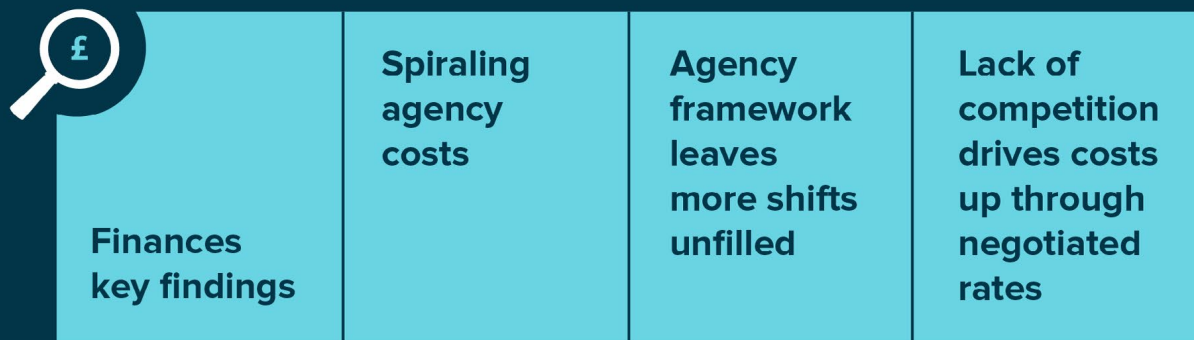 £
Finances
key findings
Spiraling
agency
costs
Agency
framework
leaves
more shifts
unfilled
Lack of
competition
drives costs
up through
negotiated
rates